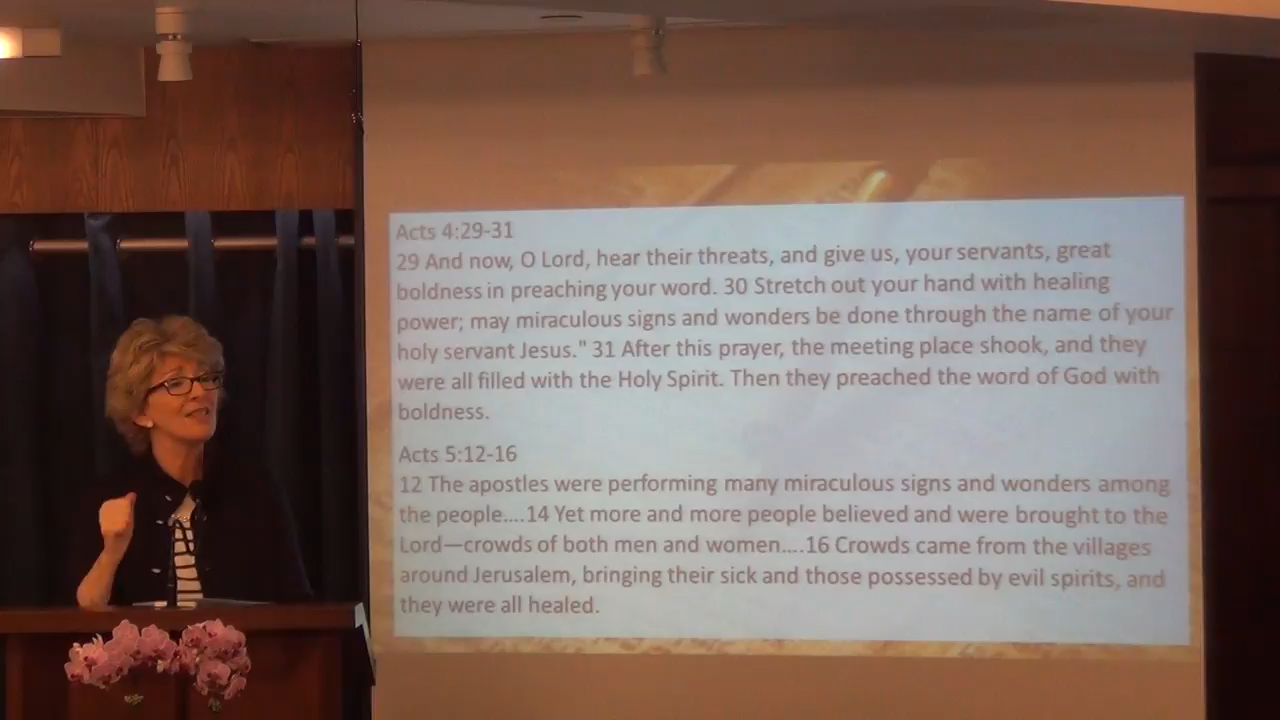 Acts 4:29-31
29 And now, O Lord, hear their threats, and give us, your servants, great
boldness in preaching your word. 30 Stretch out your hand with healing
power; may miraculous signs and wonders be done through the name of your
holy servant Jesus." 31 After this prayer, the meeting place shook, and they
were all filled with the Holy Spirit. Then they preached the word of God with
boldness.
Acts 5:12-16
12 The apostles were performing many miraculous signs and wonders among
the people....14 Yet more and more people believed and were brought to the
Lord—crowds of both men and women....16 Crowds came from the villages
around Jerusalem, bringing their sick and those possessed by evil spirits, and
they were all healed.